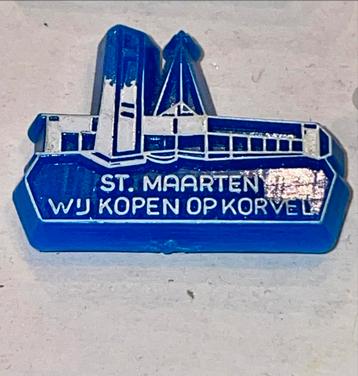 ST. MAARTEN
WIJ KOPEN OP KORVEL